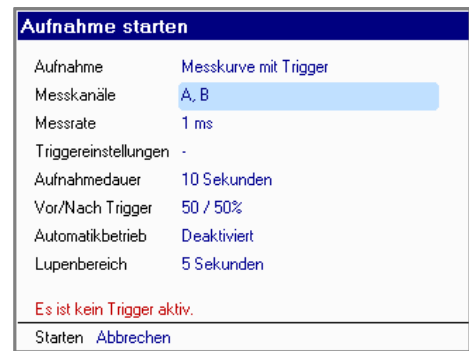 Aufnahme starten
Aufnahme Messkurve mit Trigger
Messkanäle A, B
Messrate 1 ms
Triggereinstellungen -
Aufnahmedauer 10 Sekunden
Vor/Nach Trigger 50 / 50%
Automatikbetrieb Deaktiviert
Lupenbereich 5 Sekunden
Es ist kein Trigger aktiv.
Starten Abbrechen